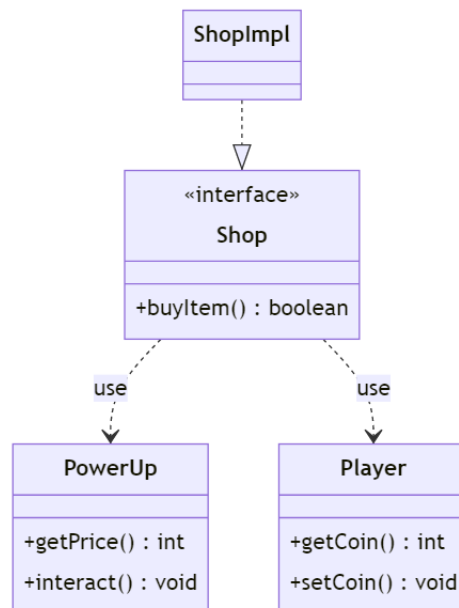 ShopImpl
«interface»
Shop
+buyItem() : boolean
use
use
PowerUp
+getPrice() : int
+interact() : void
Player
+getCoin() : int
+setCoin() : void